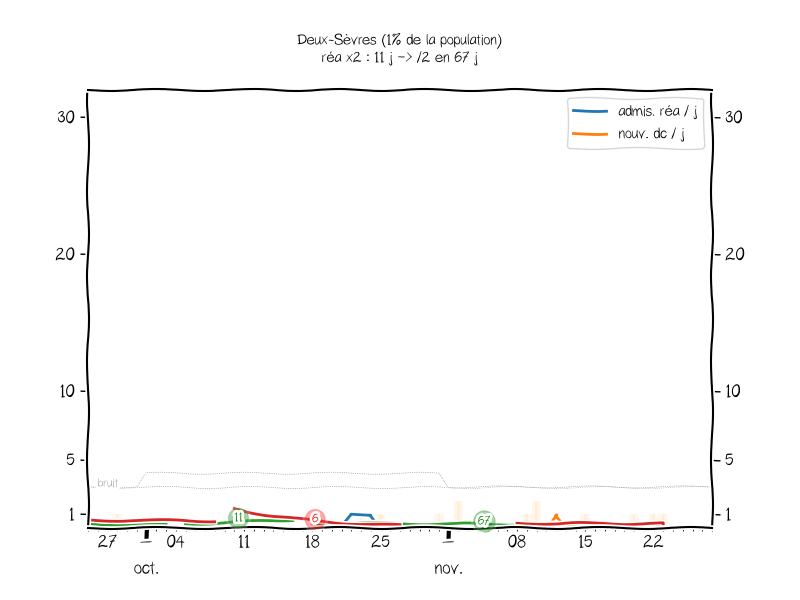 Deux-Sèvres (1% de la population)
réa x2 : 11 j -> /2 en 67 j
admis. réa / j
nouv. dc / j
30 30
20 20
10 10
5 5
bruit
1 1
11 6 67
27 04 11 18 25 08 15 22
oct. nov.